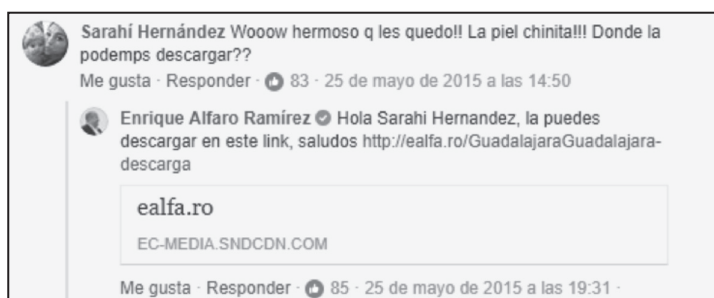 Sarahí Hernández Wooow hermoso q les quedo!! La piel chinita!!! Donde la
podemps descargar??
Me gusta · Responder · 83 · 25 de mayo de 2015 a las 14:50
Enrique Alfaro Ramírez Hola Sarahi Hernandez, la puedes
descargar en este link, saludos http://ealfa.ro/GuadalajaraGuadalajara-
descarga
ealfa.ro
EC-MEDIA.SNDCDN.COM
Me gusta · Responder · 85 · 25 de mayo de 2015 a las 19:31 ·